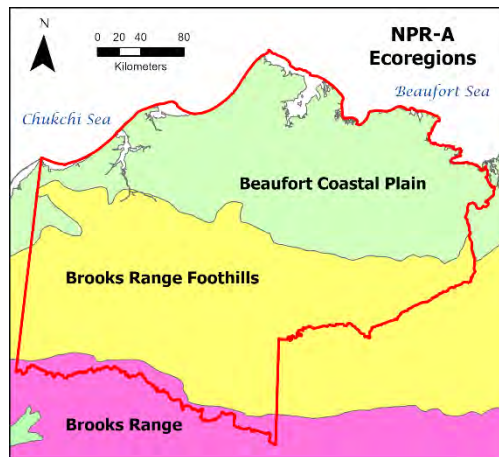 N
0 20 40 80
Kilometers
NPR-A
Ecoregions
Chukchi Sea
Beaufort Sea
Beaufort Coastal Plain
Brooks Range Foothills
Brooks Range